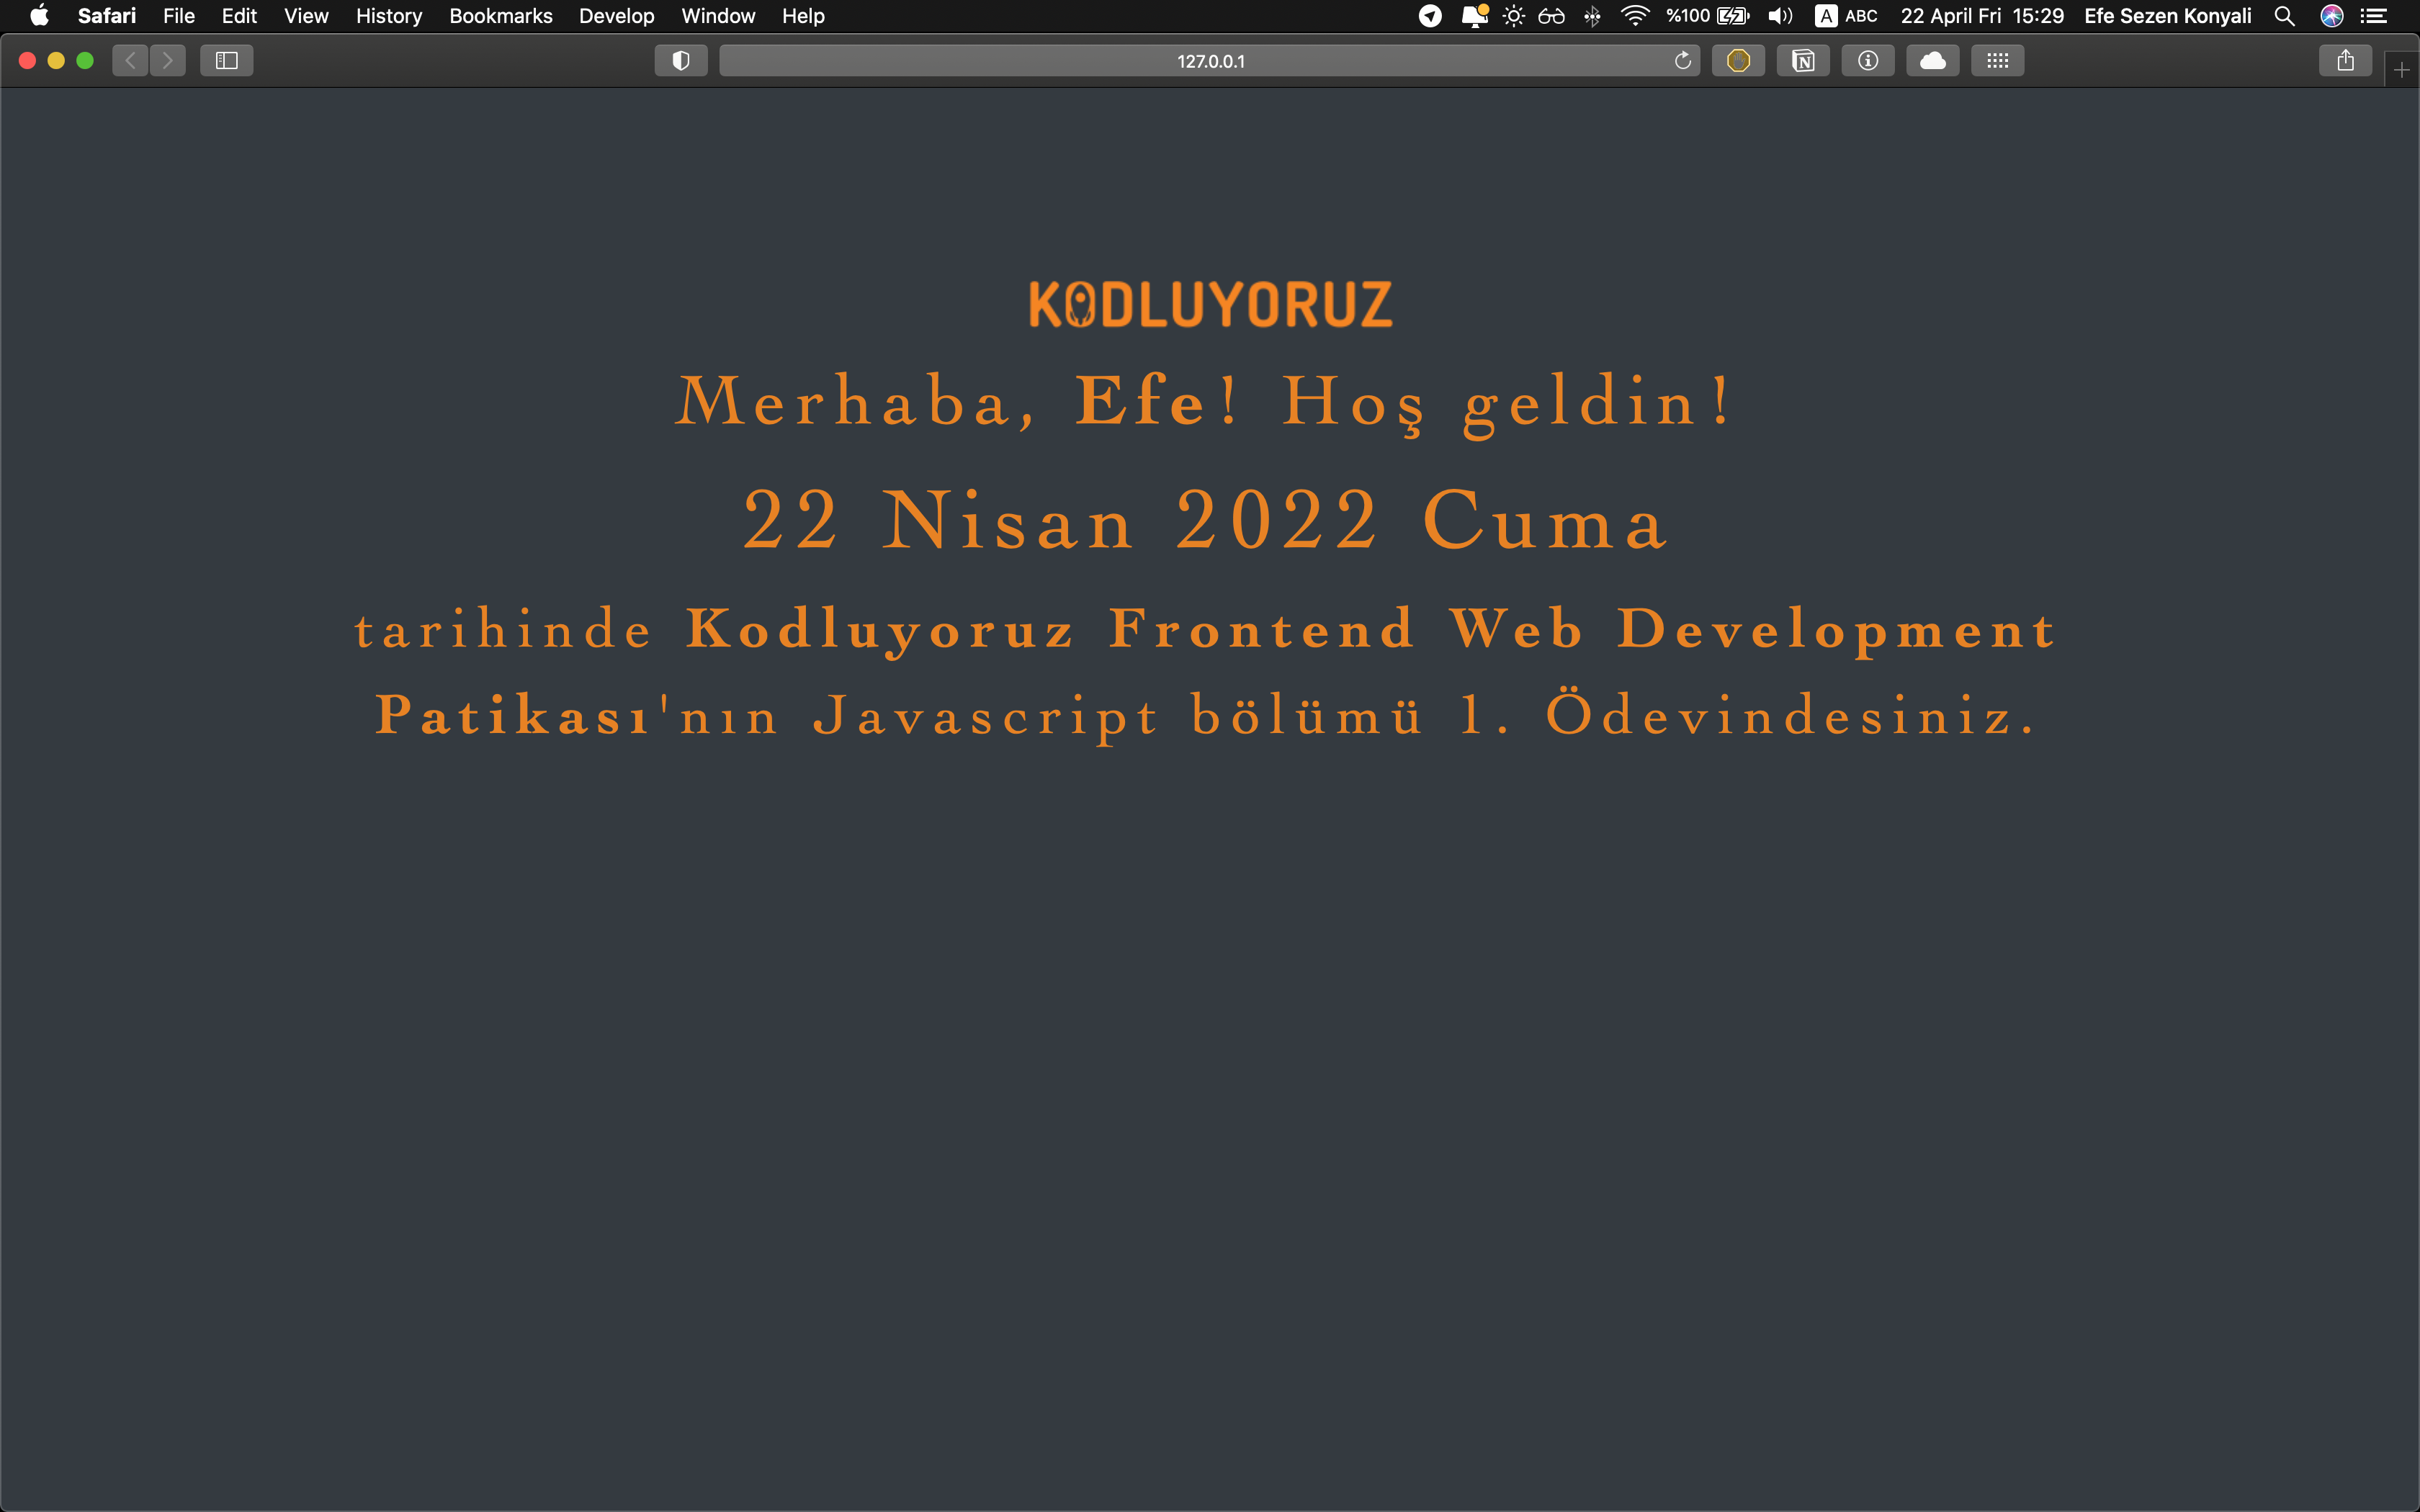 Safari File Edit View History Bookmarks Develop Window Help %100 A ABC 22 April Fri 15:29 Efe Sezen Konyali
127.0.0.1
KODLUYORUZ
Merhaba, Efe! Hoş geldin!
22 Nisan 2022 Cuma
tarihinde Kodluyoruz Frontend Web Development
Patikası'nın Javascript bölümü 1. Ödevindesiniz.